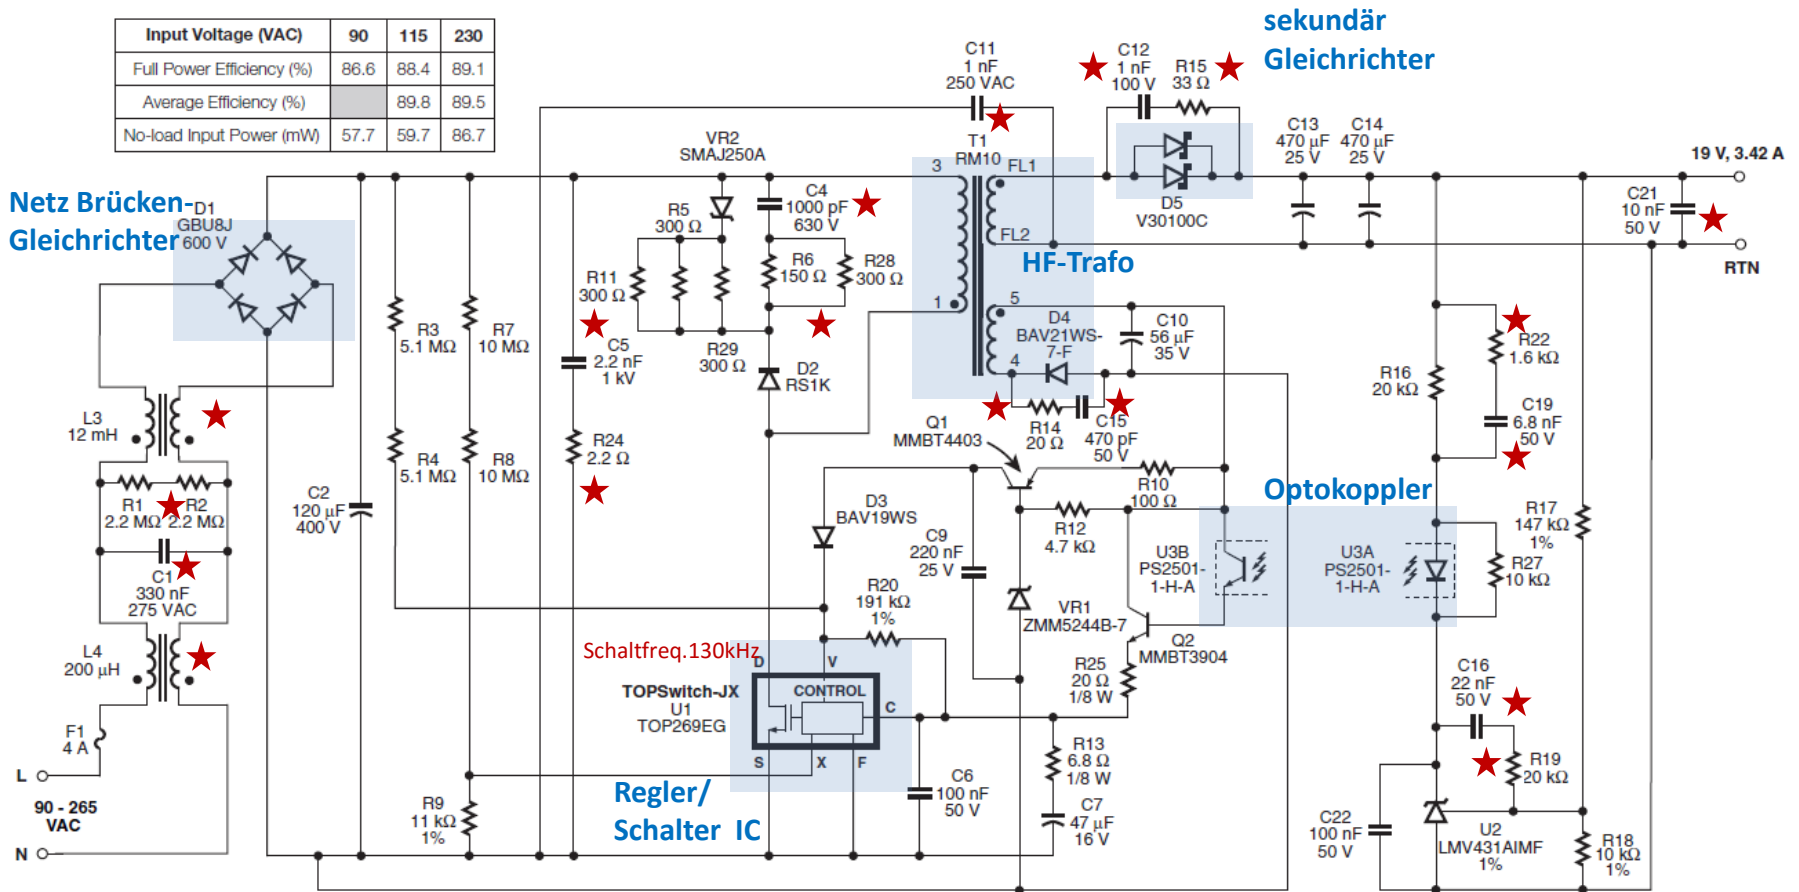 Input Voltage (VAC) 90 115 230
Full Power Efficiency (%) 86.6 88.4 89.1
Average Efficiency (%) 89.8 89.5
No-load Input Power (mW) 57.7 59.7 86.7
sekundär
Gleichrichter
C11
1 nF
250 VAC
C12
1 nF
100 V
R15
33 Ω
D5
V30100C
C13
470 µF
25 V
C14
470 µF
25 V
19 V, 3.42 A
C21
10 nF
50 V
RTN
VR2
SMAJ250A
T1
RM10
3
FL1
FL2
1
5
4
HF-Trafo
Netz Brücken-
Gleichrichter
D1
GBU8J
600 V
R5
300 Ω
C4
1000 pF
630 V
R11
300 Ω
R6
150 Ω
R28
300 Ω
R29
300 Ω
D2
RS1K
R3
5.1 MΩ
R7
10 MΩ
C5
2.2 nF
1 kV
D4
BAV21WS-
7-F
C10
56 µF
35 V
R14
20 Ω
C15
470 pF
50 V
R16
20 kΩ
R22
1.6 kΩ
C19
6.8 nF
50 V
L3
12 mH
R4
5.1 MΩ
R8
10 MΩ
R24
2.2 Ω
Q1
MMBT4403
R10
100 Ω
Optokoppler
R1
2.2 MΩ
R2
2.2 MΩ
C2
120 µF
400 V
D3
BAV19WS
C9
220 nF
25 V
R12
4.7 kΩ
U3B
PS2501-
1-H-A
U3A
PS2501-
1-H-A
R17
147 kΩ
1%
R27
10 kΩ
C1
330 nF
275 VAC
R20
191 kΩ
1%
VR1
ZMM5244B-7
Q2
MMBT3904
L4
200 µH
Schaltfreq.130kHz
D
V
CONTROL
C
S
X
F
TOPSwitch-JX
U1
TOP269EG
R25
20 Ω
1/8 W
C16
22 nF
50 V
R19
20 kΩ
F1
4 A
L
90 - 265
VAC
N
R9
11 kΩ
1%
Regler/
Schalter IC
C6
100 nF
50 V
R13
6.8 Ω
1/8 W
C7
47 µF
16 V
C22
100 nF
50 V
U2
LMV431AIMF
1%
R18
10 kΩ
1%